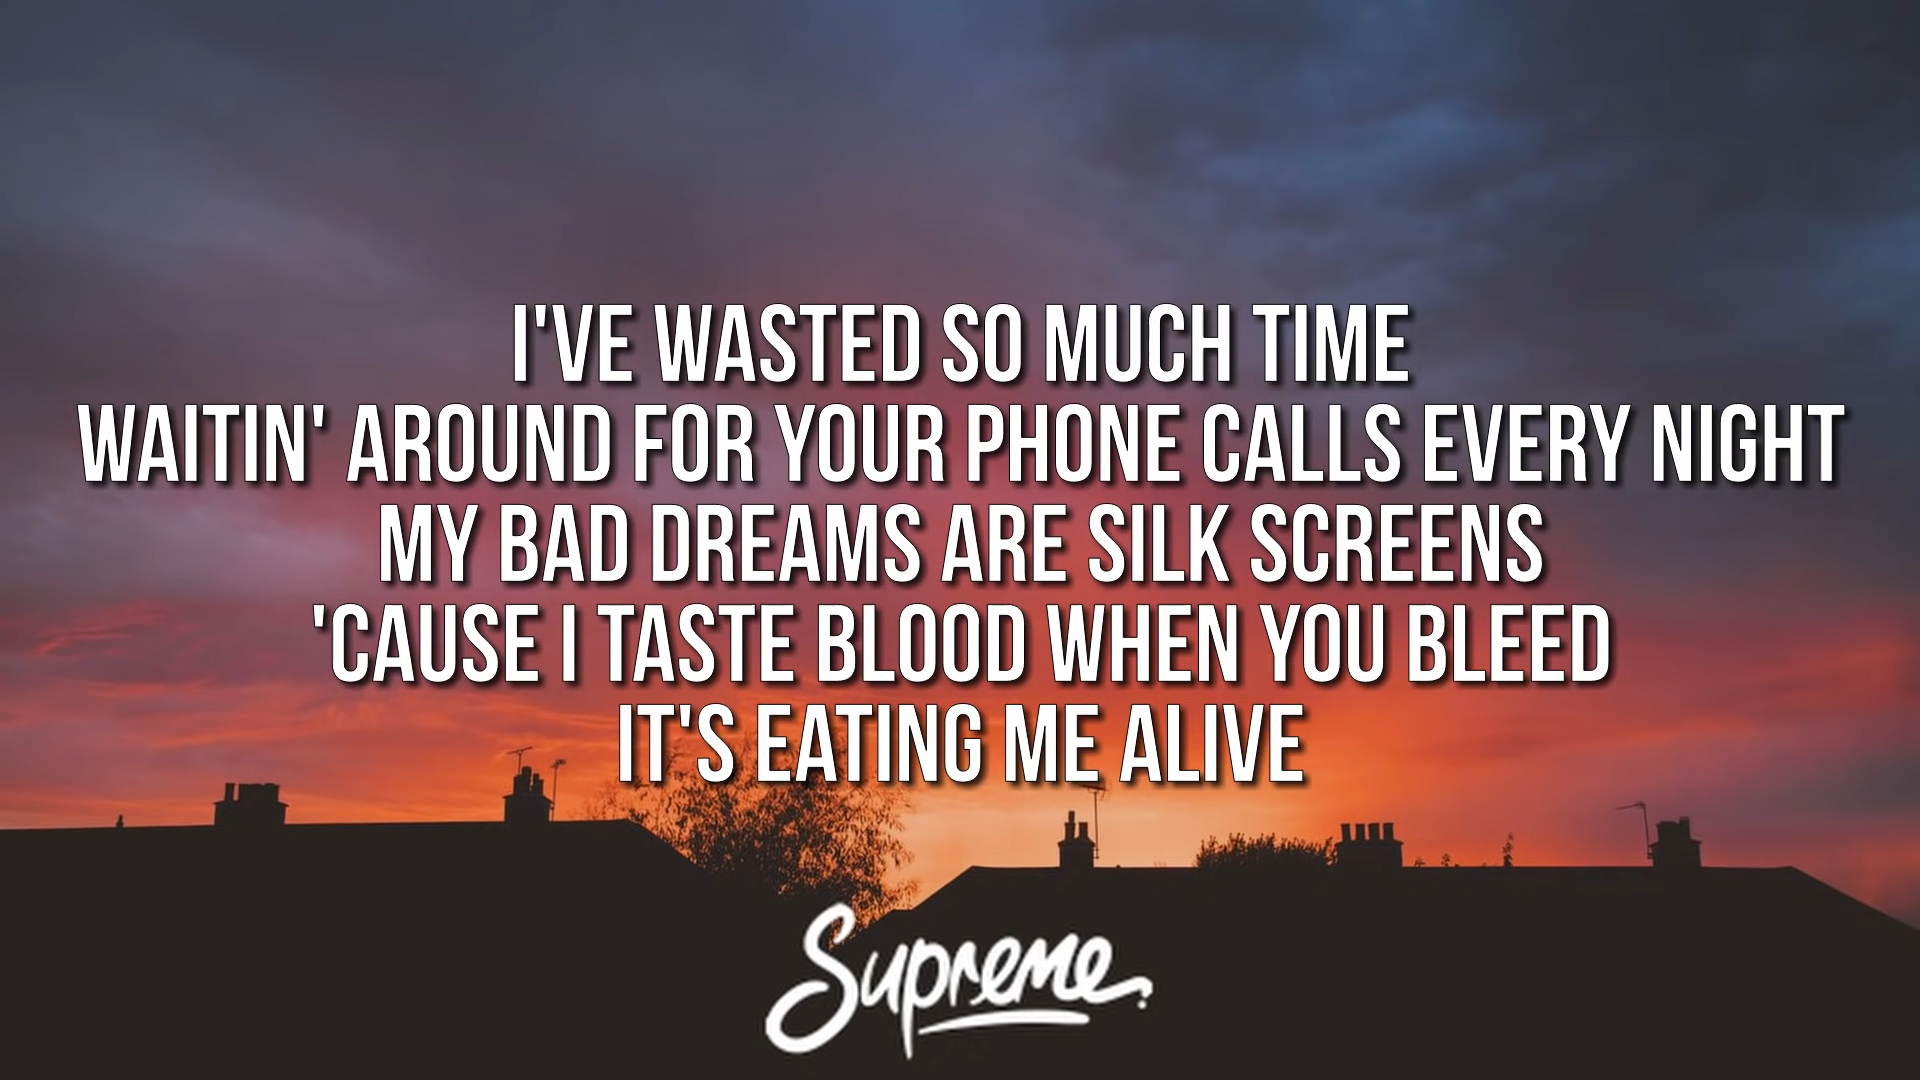 I'VE WASTED SO MUCH TIME
WAITIN' AROUND FOR YOUR PHONE CALLS EVERY NIGHT
MY BAD DREAMS ARE SILK SCREENS
'CAUSE I TASTE BLOOD WHEN YOU BLEED
IT'S EATING ME ALIVE
Supreme.